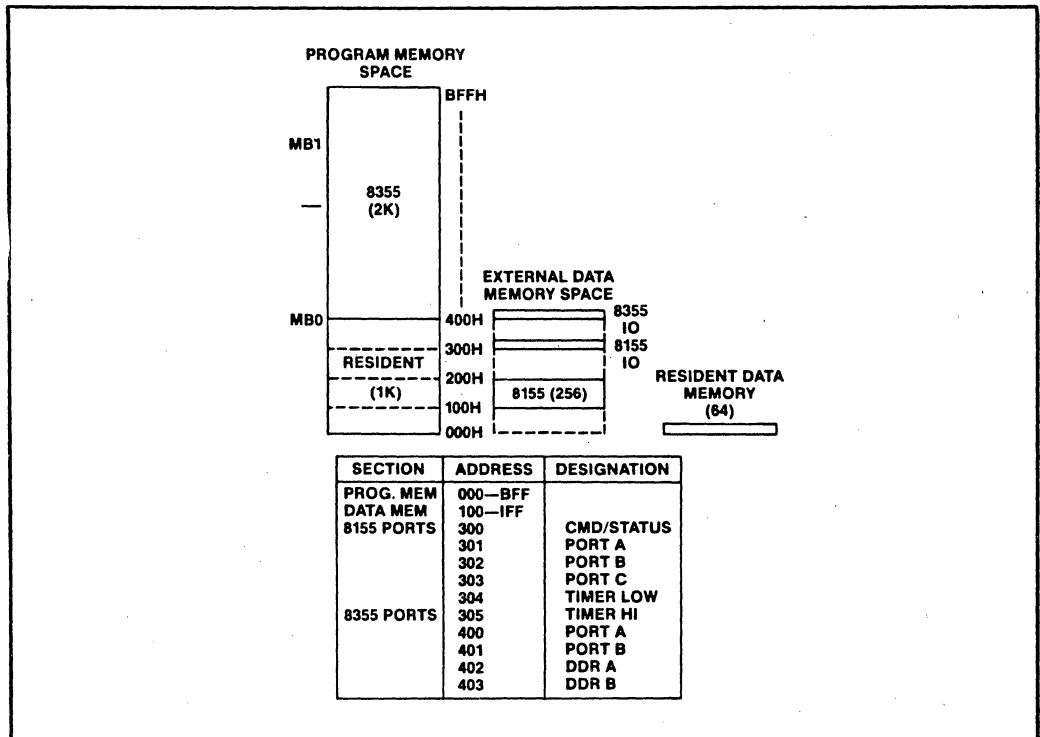 PROGRAM MEMORY
SPACE
BFFH
MB1
8355
(2K)
EXTERNAL DATA
MEMORY SPACE
MB0
400H
8355
IO
300H
8155
IO
RESIDENT
200H
(1K)
8155 (256)
100H
000H
RESIDENT DATA
MEMORY
(64)
SECTION ADDRESS DESIGNATION
PROG. MEM 000—BFF
DATA MEM 100—IFF
8155 PORTS 300 CMD/STATUS
301 PORT A
302 PORT B
303 PORT C
304 TIMER LOW
8355 PORTS 305 TIMER HI
400 PORT A
401 PORT B
402 DDR A
403 DDR B